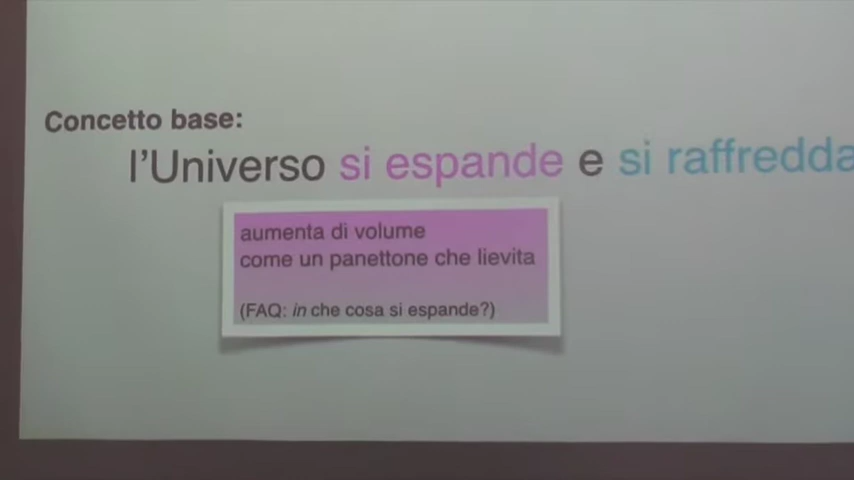 Concetto base:
l'Universo si espande e si raffredda
aumenta di volume
come un panettone che lievita
(FAQ: in che cosa si espande?)